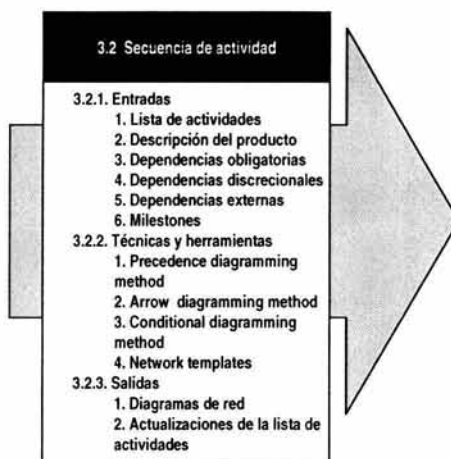 3.2 Secuencia de actividad
3.2.1. Entradas
1. Lista de actividades
2. Descripción del producto
3. Dependencias obligatorias
4. Dependencias discrecionales
5. Dependencias externas
6. Milestones
3.2.2. Técnicas y herramientas
1. Precedence diagramming
method
2. Arrow diagramming method
3. Conditional diagramming
method
4. Network templates
3.2.3. Salidas
1. Diagramas de red
2. Actualizaciones de la lista de
actividades